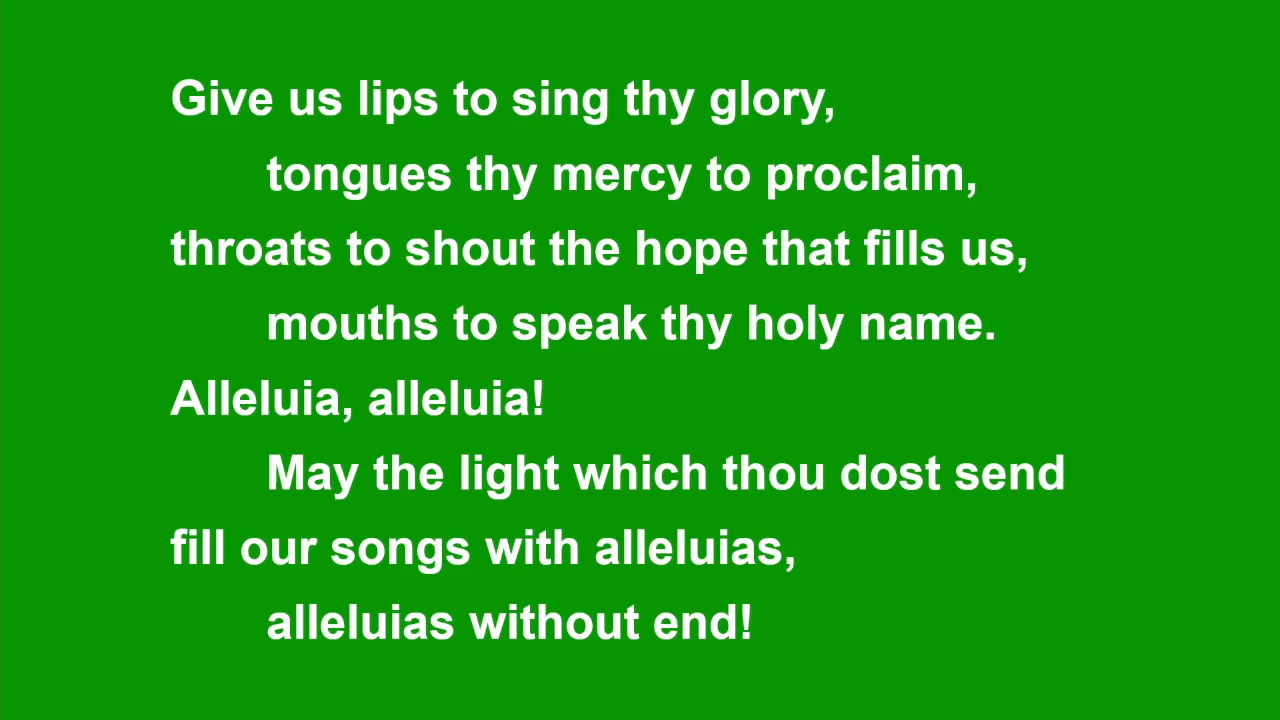 Give us lips to sing thy glory,
tongues thy mercy to proclaim,
throats to shout the hope that fills us,
mouths to speak thy holy name.
Alleluia, alleluia!
May the light which thou dost send
fill our songs with alleluias,
alleluias without end!